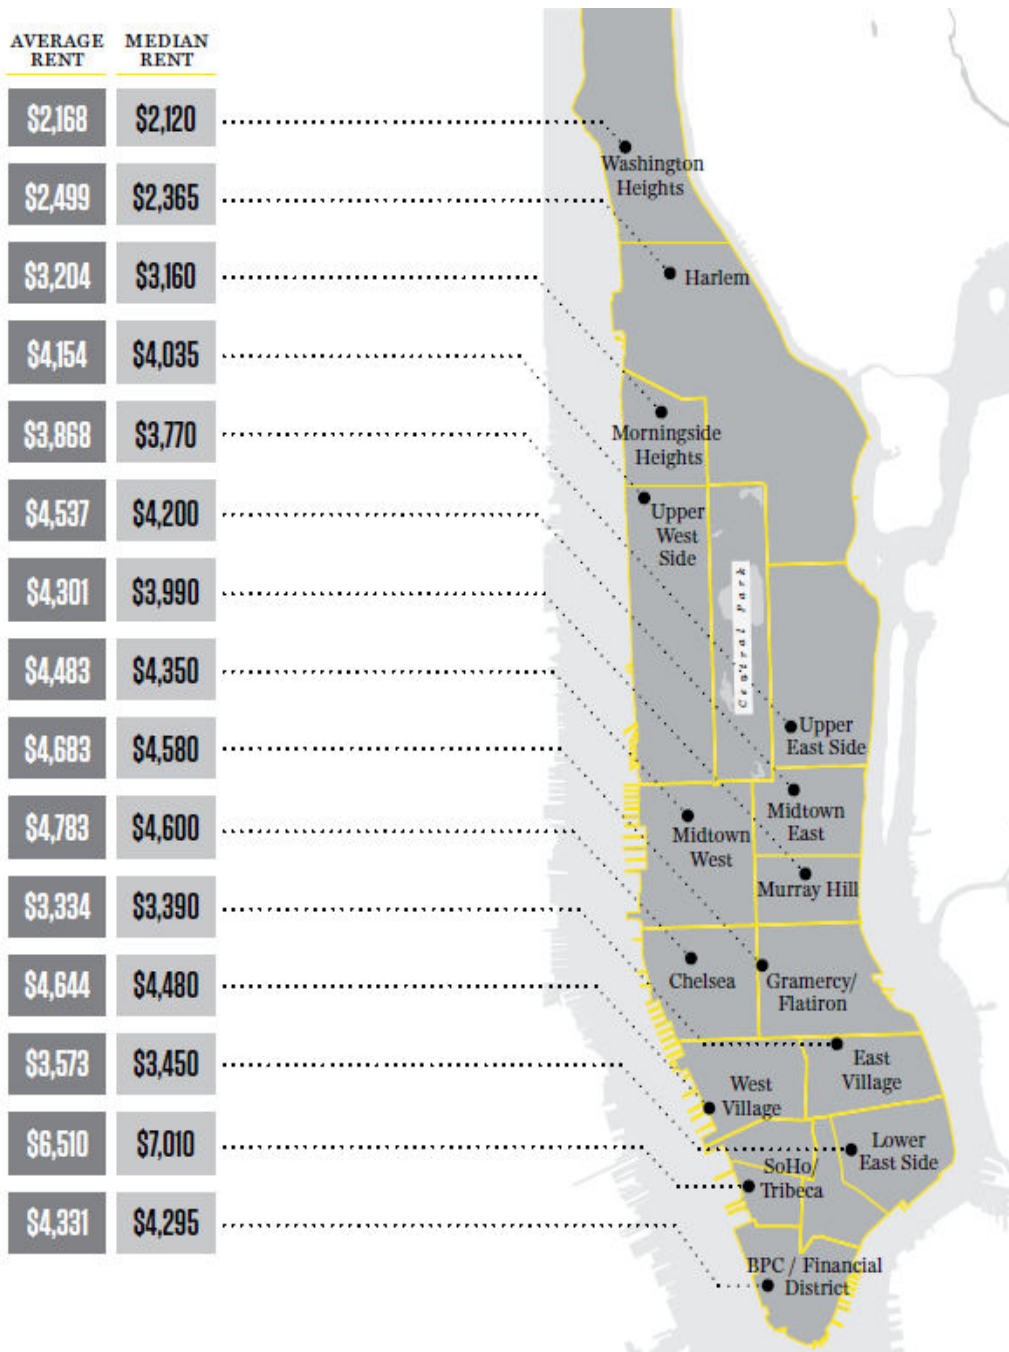 AVERAGE RENT
MEDIAN RENT
$2,168 $2,120
$2,499 $2,365
$3,204 $3,160
$4,154 $4,035
$3,868 $3,770
$4,537 $4,200
$4,301 $3,990
$4,483 $4,350
$4,683 $4,580
$4,783 $4,600
$3,334 $3,390
$4,644 $4,480
$3,573 $3,450
$6,510 $7,010
$4,331 $4,295
Washington
Heights
Harlem
Morningside
Heights
Upper
West
Side
Central Park
Upper
East Side
Midtown
East
Midtown
West
Murray Hill
Chelsea
Gramercy/
Flatiron
East
Village
West
Village
Lower
East Side
SoHo/
Tribeca
BPC / Financial
District